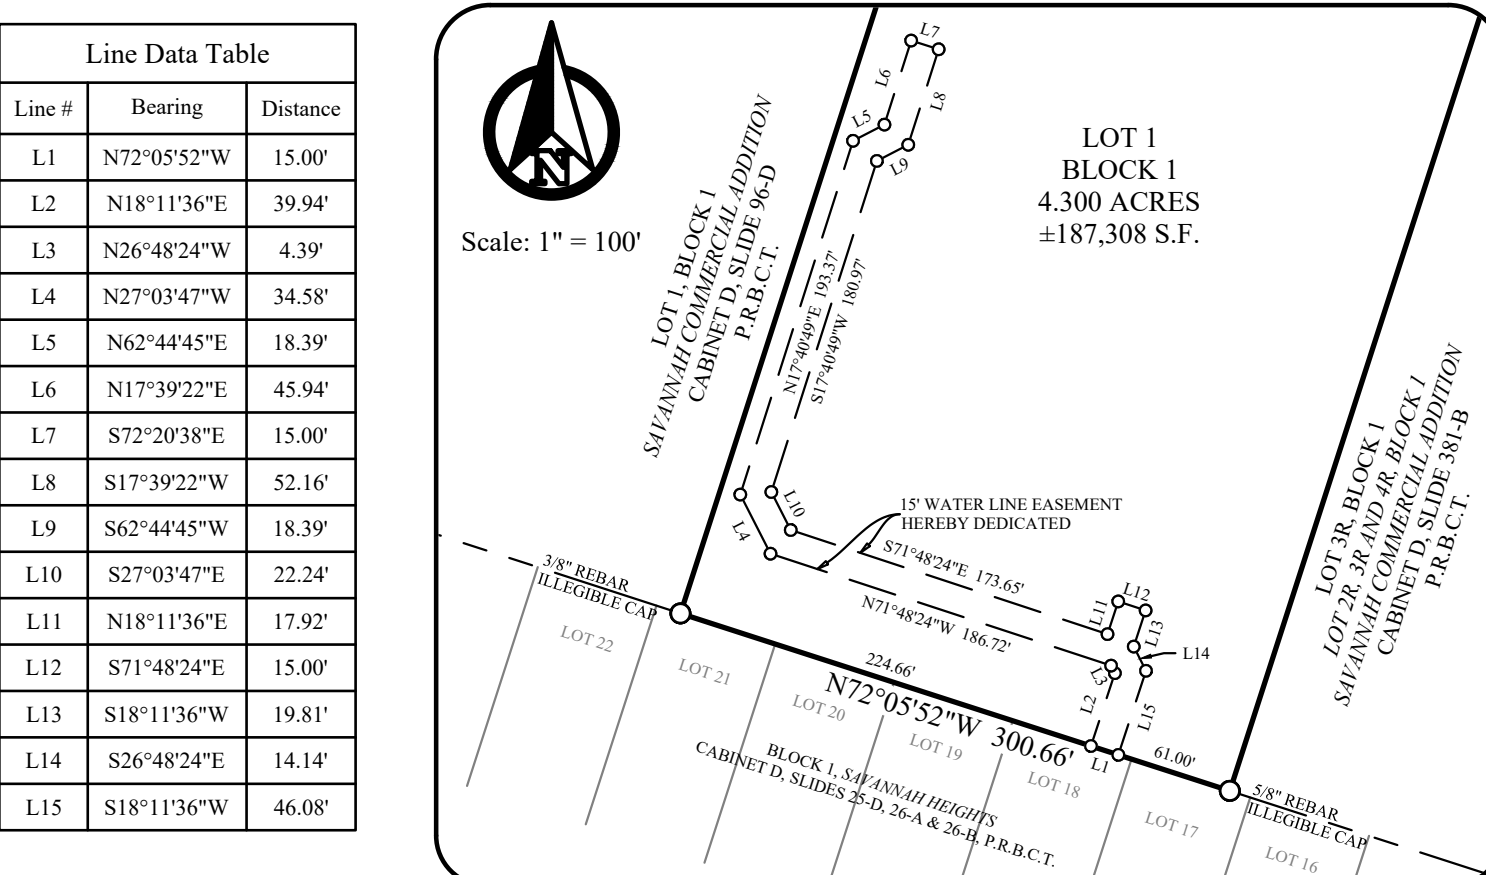 Line Data Table
Line # Bearing Distance
L1 N72°05'52"W 15.00'
L2 N18°11'36"E 39.94'
L3 N26°48'24"W 4.39'
L4 N27°03'47"W 34.58'
L5 N62°44'45"E 18.39'
L6 N17°39'22"E 45.94'
L7 S72°20'38"E 15.00'
L8 S17°39'22"W 52.16'
L9 S62°44'45"W 18.39'
L10 S27°03'47"E 22.24'
L11 N18°11'36"E 17.92'
L12 S71°48'24"E 15.00'
L13 S18°11'36"W 19.81'
L14 S26°48'24"E 14.14'
L15 S18°11'36"W 46.08'
N
Scale: 1" = 100'
LOT 1, BLOCK 1
SAVANNAH COMMERCIAL ADDITION
CABINET D, SLIDE 96-D
P.R.B.C.T.
L7
L6
L8
L5
L9
LOT 1
BLOCK 1
4.300 ACRES
±187,308 S.F.
N17°40'49"E 193.37'
S17°40'49"W 180.97'
L10
L4
15' WATER LINE EASEMENT
HEREBY DEDICATED
S71°48'24"E 173.65'
N71°48'24"W 186.72'
L11
L12
L13
L14
L3
L2
L15
L1
LOT 3R, BLOCK 1
LOT 2R, 3R AND 4R, BLOCK 1
SAVANNAH COMMERCIAL ADDITION
CABINET D, SLIDE 381-B
P.R.B.C.T.
3/8" REBAR
ILLEGIBLE CAP
224.66'
N72°05'52"W 300.66'
61.00'
5/8" REBAR
ILLEGIBLE CAP
LOT 22
LOT 21
LOT 20
LOT 19
LOT 18
LOT 17
LOT 16
BLOCK 1, SAVANNAH HEIGHTS
CABINET D, SLIDES 25-D, 26-A & 26-B, P.R.B.C.T.